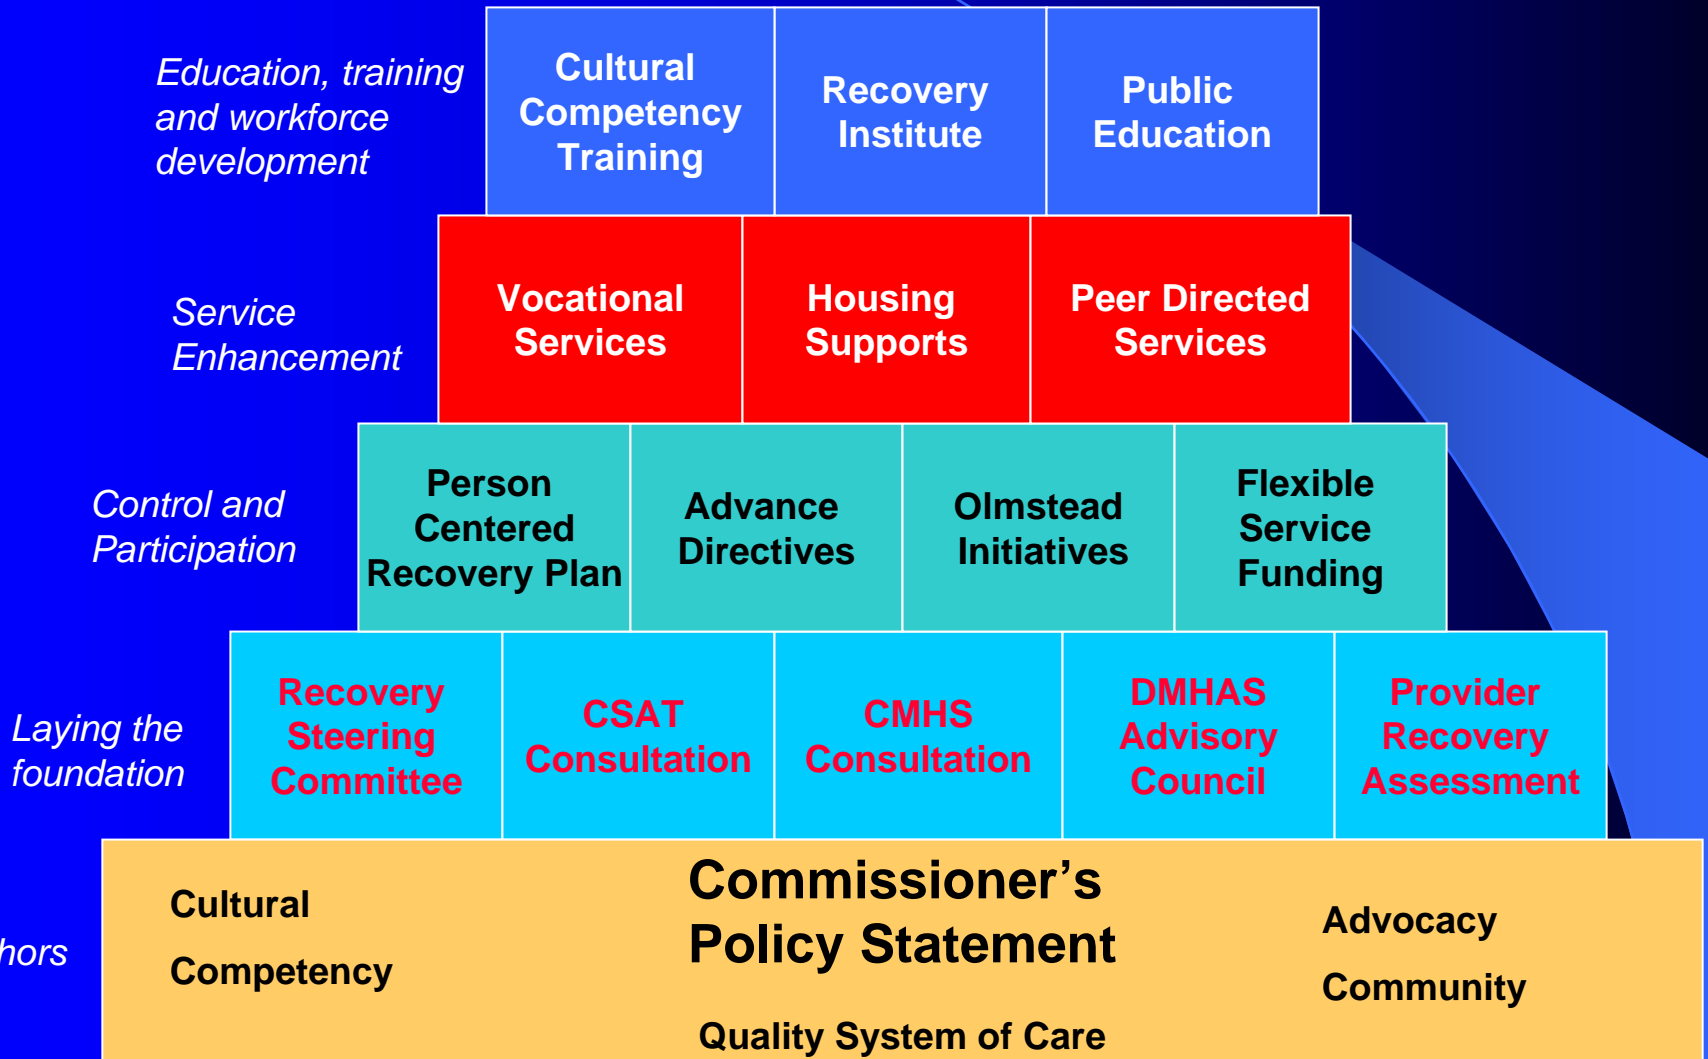 Education, training
and workforce
development
Cultural
Competency
Training
Recovery
Institute
Public
Education
Service
Enhancement
Vocational
Services
Housing
Supports
Peer Directed
Services
Control and
Participation
Person
Centered
Recovery Plan
Advance
Directives
Olmstead
Initiatives
Flexible
Service
Funding
Laying the
foundation
Recovery
Steering
Committee
CSAT
Consultation
CMHS
Consultation
DMHAS
Advisory
Council
Provider
Recovery
Assessment
hors
Cultural
Competency
Commissioner’s
Policy Statement
Quality System of Care
Advocacy
Community